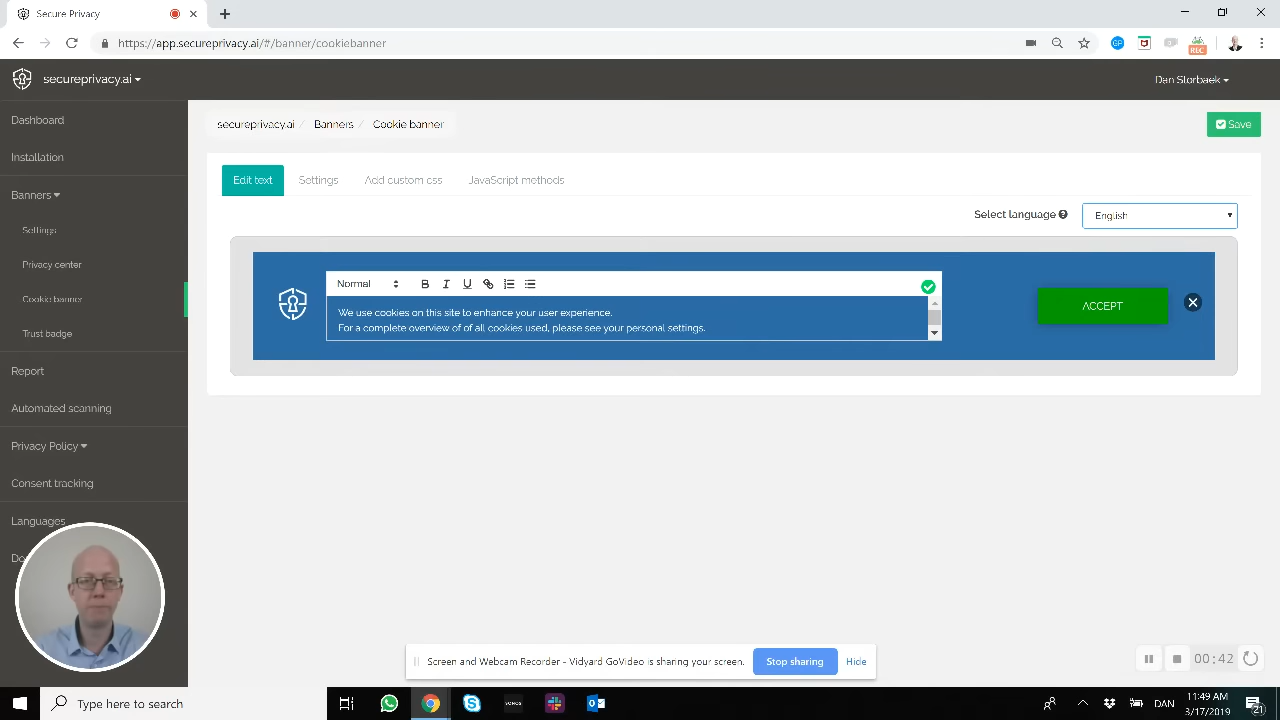 Secure Privacy
https://app.secureprivacy.ai/#/banner/cookiebanner
GP
REC
secureprivacy.ai
Dan Storbaek
Dashboard
Installation
Banners
Settings
Privacy center
Cookie banner
Trust badge
Report
Automated scanning
Privacy Policy
Consent tracking
Languages
secureprivacy.ai / Banners / Cookie banner
Save
Edit text
Settings
Add custom css
JavaScript methods
Select language
English
Normal
B I U
We use cookies on this site to enhance your user experience.
For a complete overview of of all cookies used, please see your personal settings.
ACCEPT
Screen and Webcam Recorder - Vidyard GoVideo is sharing your screen.
Stop sharing
Hide
00:42
Type here to search
SONOS
DAN
11:49 AM
3/17/2019
21